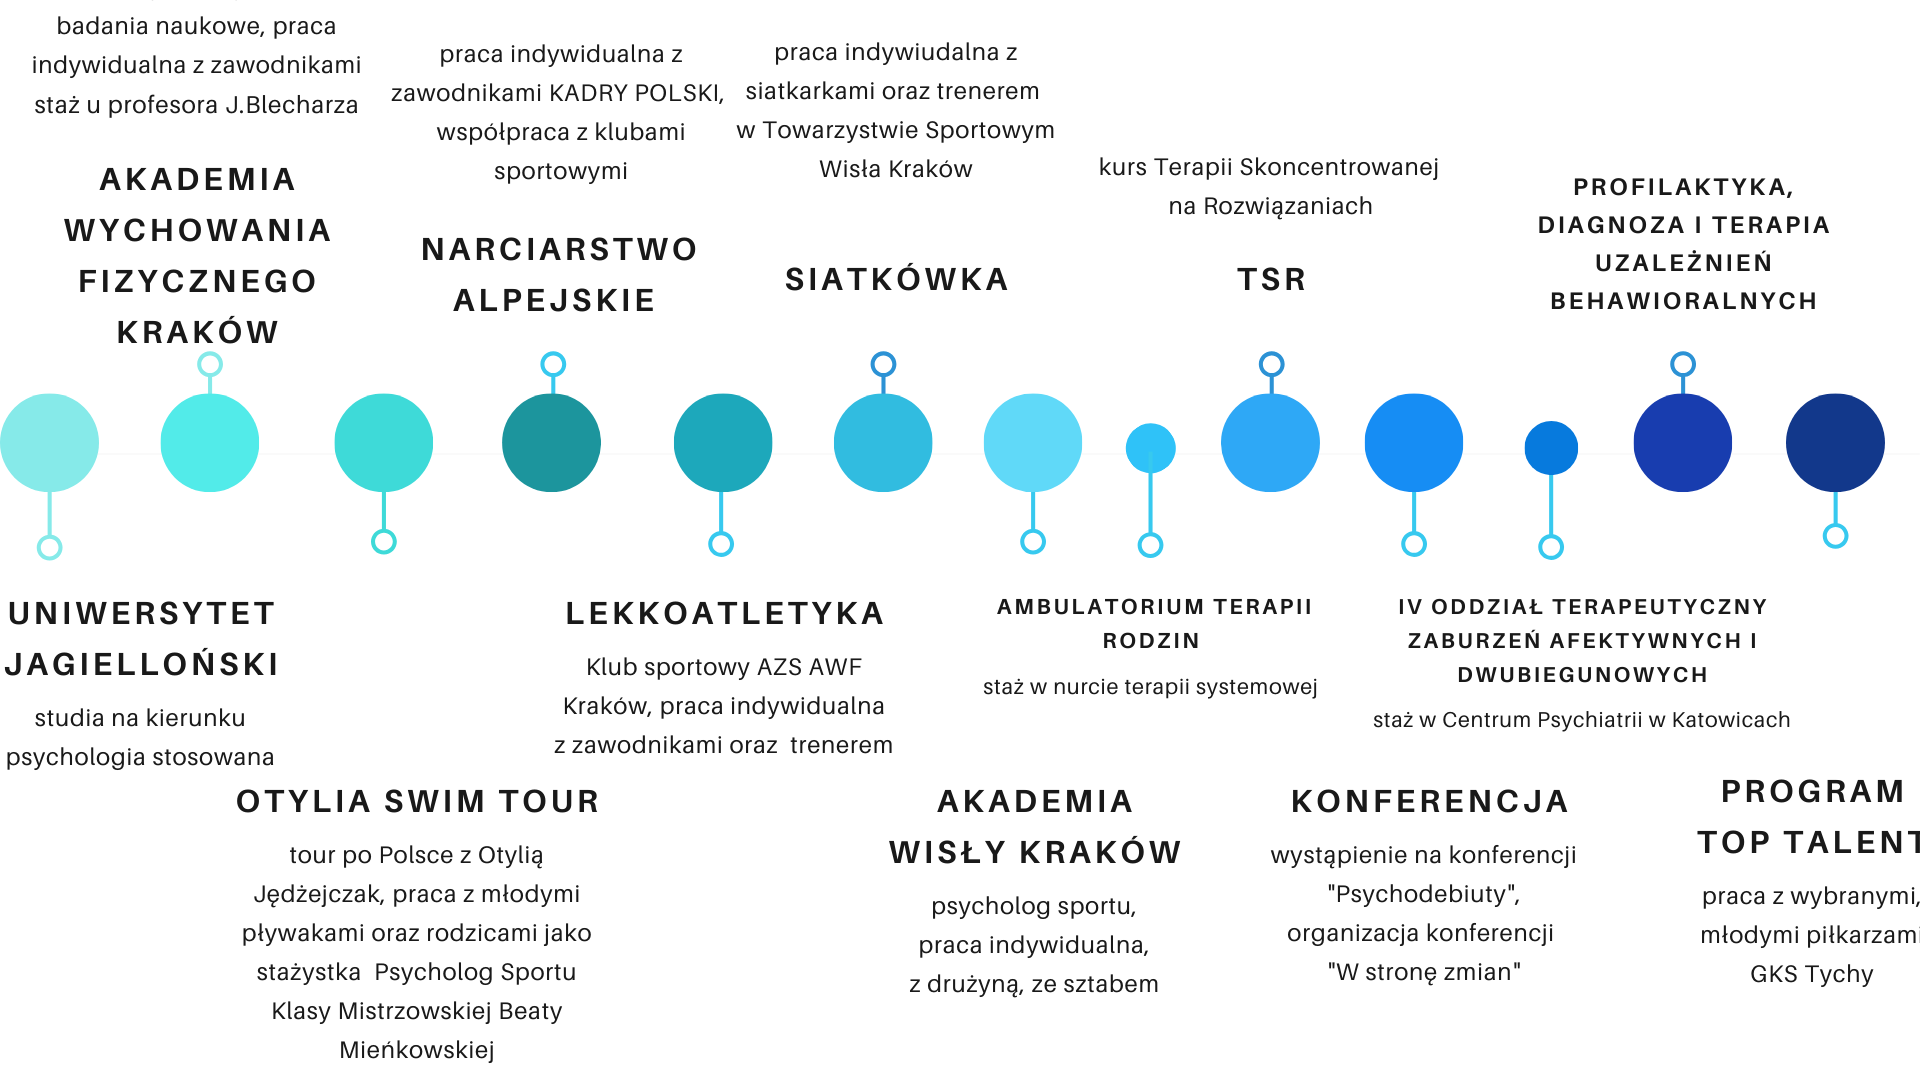 badania naukowe, praca
indywidualna z zawodnikami
staż u profesora J.Blecharza
AKADEMIA
WYCHOWANIA
FIZYCZNEGO
KRAKÓW
praca indywidualna z
zawodnikami KADRY POLSKI,
współpraca z klubami
sportowymi
NARCIARSTWO
ALPEJSKIE
praca indywiudalna z
siatkarkami oraz trenerem
w Towarzystwie Sportowym
Wisła Kraków
SIATKÓWKA
kurs Terapii Skoncentrowanej
na Rozwiązaniach
TSR
PROFILAKTYKA,
DIAGNOZA I TERAPIA
UZALEŻNIEŃ
BEHAWIORALNYCH
UNIWERSYTET
JAGIELLOŃSKI
studia na kierunku
psychologia stosowana
OTYLIA SWIM TOUR
tour po Polsce z Otylią
Jędżejczak, praca z młodymi
pływakami oraz rodzicami jako
stażystka  Psycholog Sportu
Klasy Mistrzowskiej Beaty
Mieńkowskiej
LEKKOATLETYKA
Klub sportowy AZS AWF
Kraków, praca indywidualna
z zawodnikami oraz  trenerem
AKADEMIA
WISŁY KRAKÓW
psycholog sportu,
praca indywidualna,
z drużyną, ze sztabem
AMBULATORIUM TERAPII
RODZIN
staż w nurcie terapii systemowej
KONFERENCJA
wystąpienie na konferencji
"Psychodebiuty",
organizacja konferencji
"W stronę zmian"
IV ODDZIAŁ TERAPEUTYCZNY
ZABURZEŃ AFEKTYWNYCH I
DWUBIEGUNOWYCH
staż w Centrum Psychiatrii w Katowicach
PROGRAM
TOP TALENT
praca z wybranymi,
młodymi piłkarzami
GKS Tychy